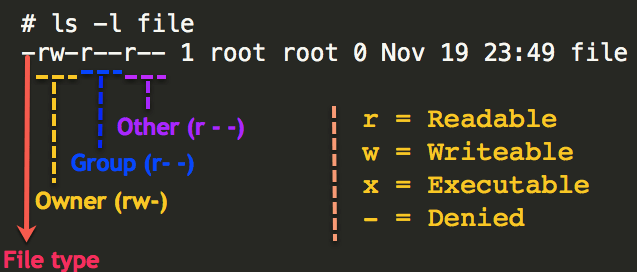 # ls -l file
-rw-r--r-- 1 root root 0 Nov 19 23:49 file
Other (r - -)
Group (r- -)
Owner (rw-)
File type
r = Readable
w = Writeable
x = Executable
- = Denied